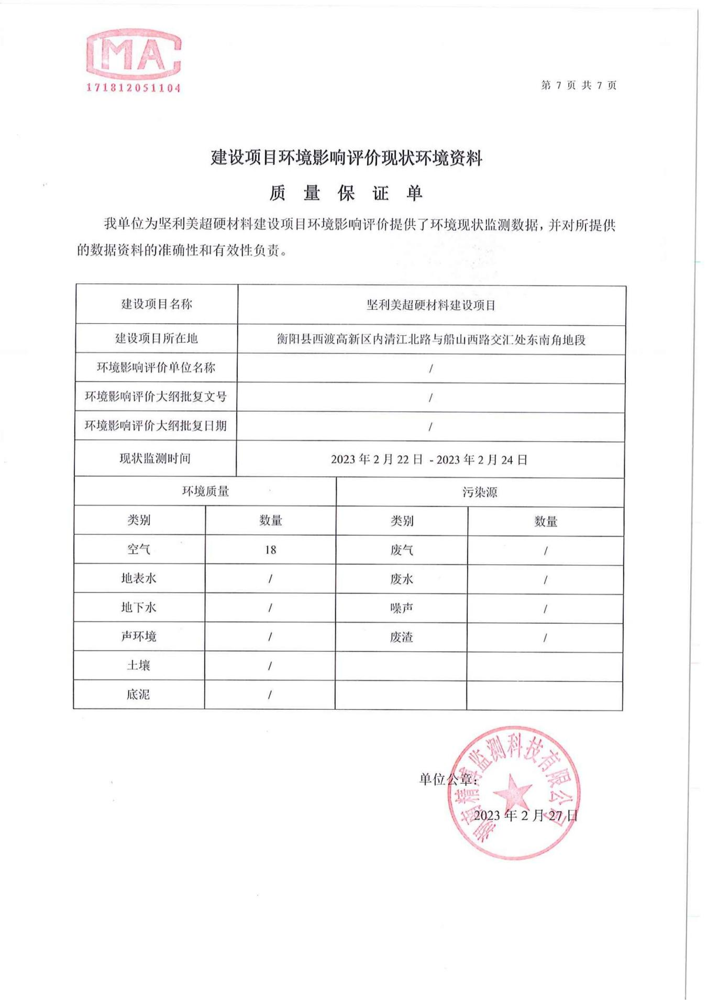 CMA
171812051104
第 7 页 共 7 页
建设项目环境影响评价现状环境资料
质 量 保 证 单
我单位为坚利美超硬材料建设项目环境影响评价提供了环境现状监测数据，并对所提供
的数据资料的准确性和有效性负责。
建设项目名称 坚利美超硬材料建设项目
建设项目所在地 衡阳县西渡高新区内清江北路与船山西路交汇处东南角地段
环境影响评价单位名称 /
环境影响评价大纲批复文号 /
环境影响评价大纲批复日期 /
现状监测时间 2023 年 2 月 22 日 - 2023 年 2 月 24 日
环境质量 污染源
类别 数量 类别 数量
空气 18 废气 /
地表水 / 废水 /
地下水 / 噪声 /
声环境 / 废渣 /
土壤 /
底泥 /
湖南精博监测科技有限公司
单位公章：
2023 年 2 月 27 日